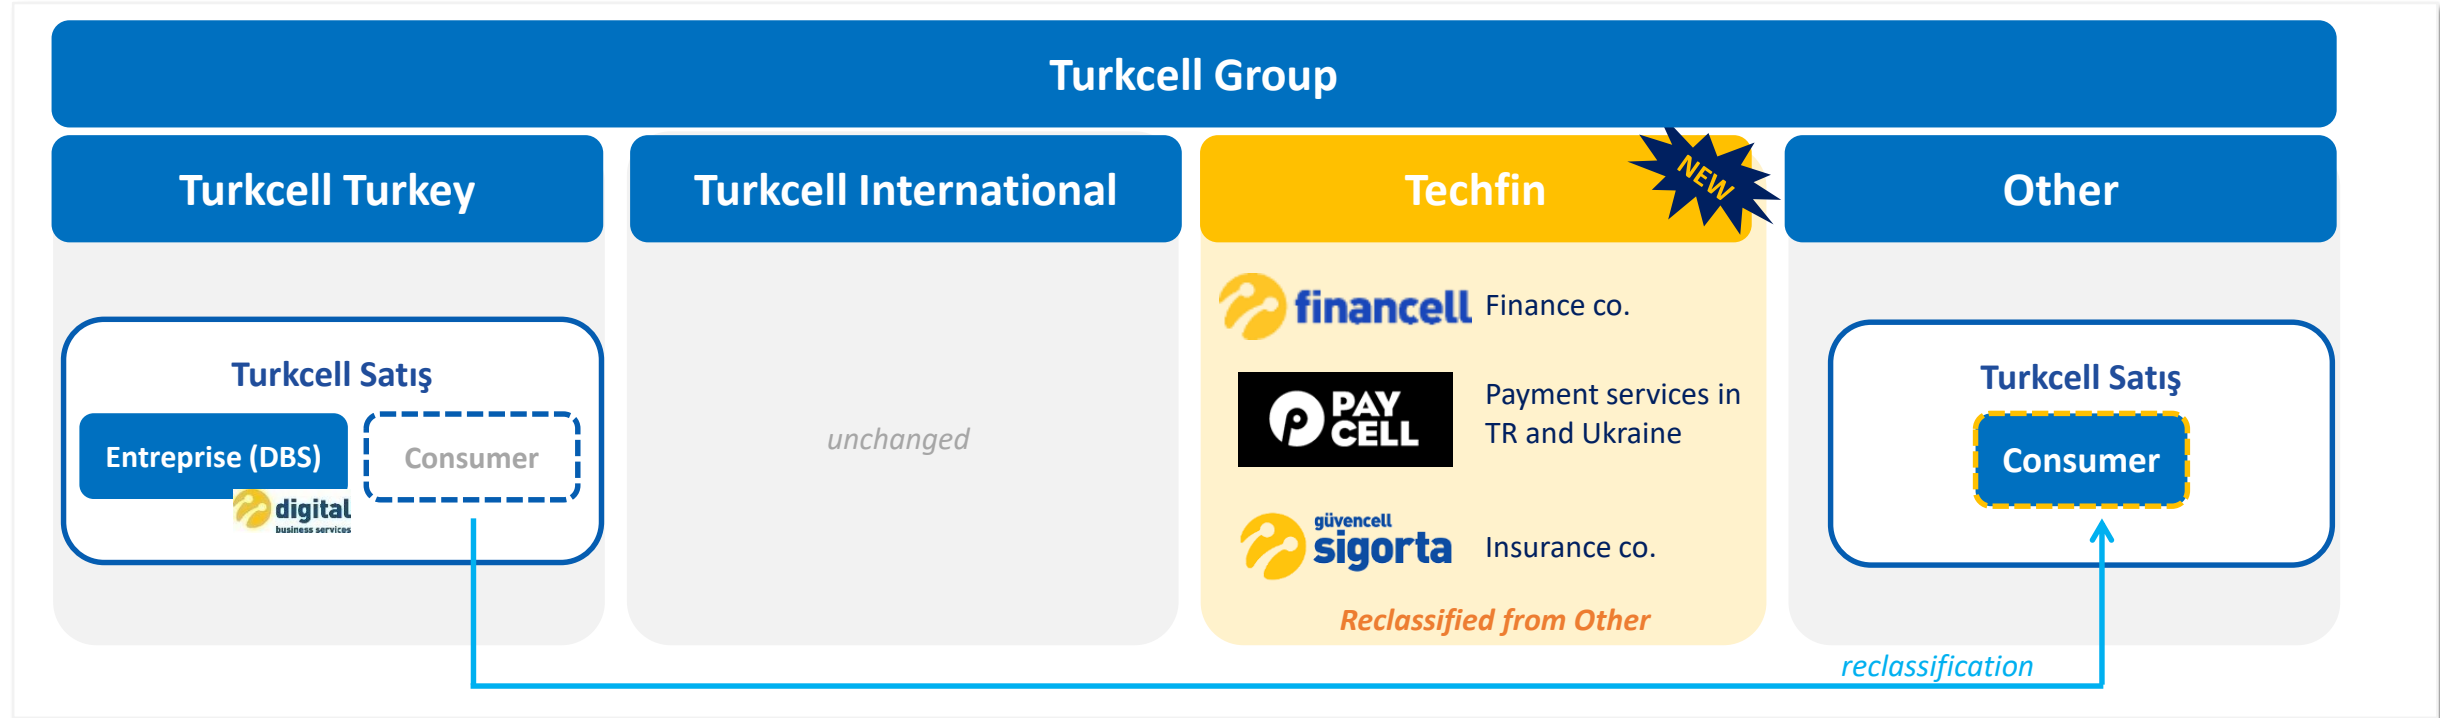 Turkcell Group
Turkcell Turkey
Turkcell International
Techfin
NEW
Other
Turkcell Satış
Entreprise (DBS)
digital
business services
Consumer
unchanged
financell
Finance co.
PAY
CELL
Payment services in
TR and Ukraine
güvencell
sigorta
Insurance co.
Reclassified from Other
Turkcell Satış
Consumer
reclassification